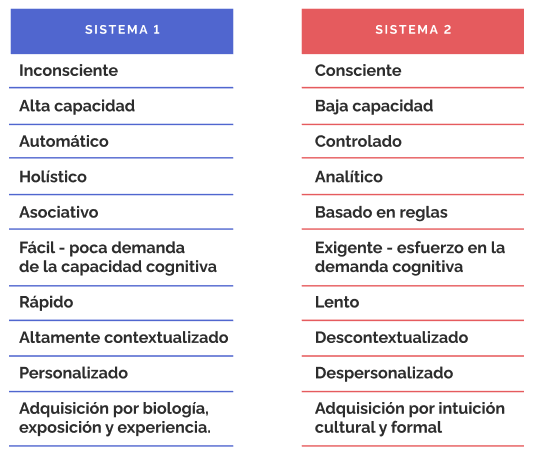 SISTEMA 1
Inconsciente
Alta capacidad
Automático
Holístico
Asociativo
Fácil - poca demanda
de la capacidad cognitiva
Rápido
Altamente contextualizado
Personalizado
Adquisición por biología,
exposición y experiencia.
SISTEMA 2
Consciente
Baja capacidad
Controlado
Analítico
Basado en reglas
Exigente - esfuerzo en la
demanda cognitiva
Lento
Descontextualizado
Despersonalizado
Adquisición por intuición
cultural y formal